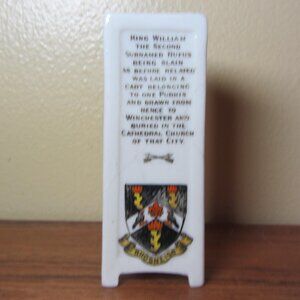 KING WILLIAM
THE SECOND
SURNAMED RUFUS
BEING SLAIN
AS BEFORE RELATED
WAS LAID IN A
CART BELONGING
TO ONE PURKIS
AND DRAWN FROM
HENCE TO
WINCHESTER AND
BURIED IN THE
CATHEDRAL CHURCH
OF THAT CITY.